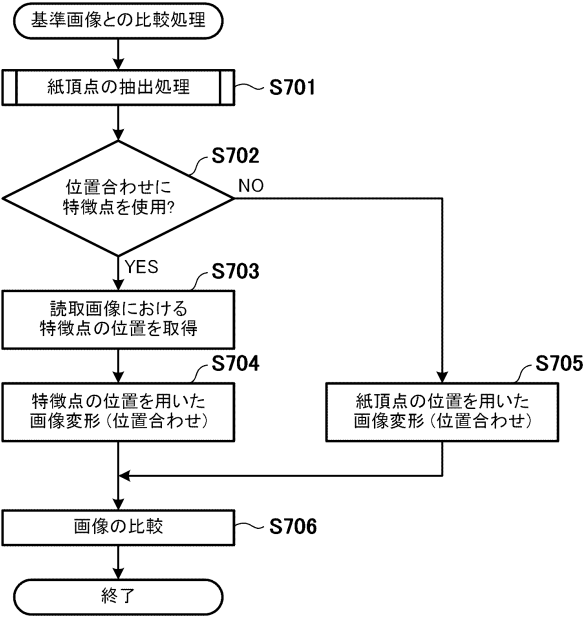 基準画像との比較処理
紙頂点の抽出処理
S701
S702
位置合わせに
特徴点を使用?
NO
YES
S703
読取画像における
特徴点の位置を取得
S704
特徴点の位置を用いた
画像変形(位置合わせ)
S705
紙頂点の位置を用いた
画像変形(位置合わせ)
画像の比較
S706
終了